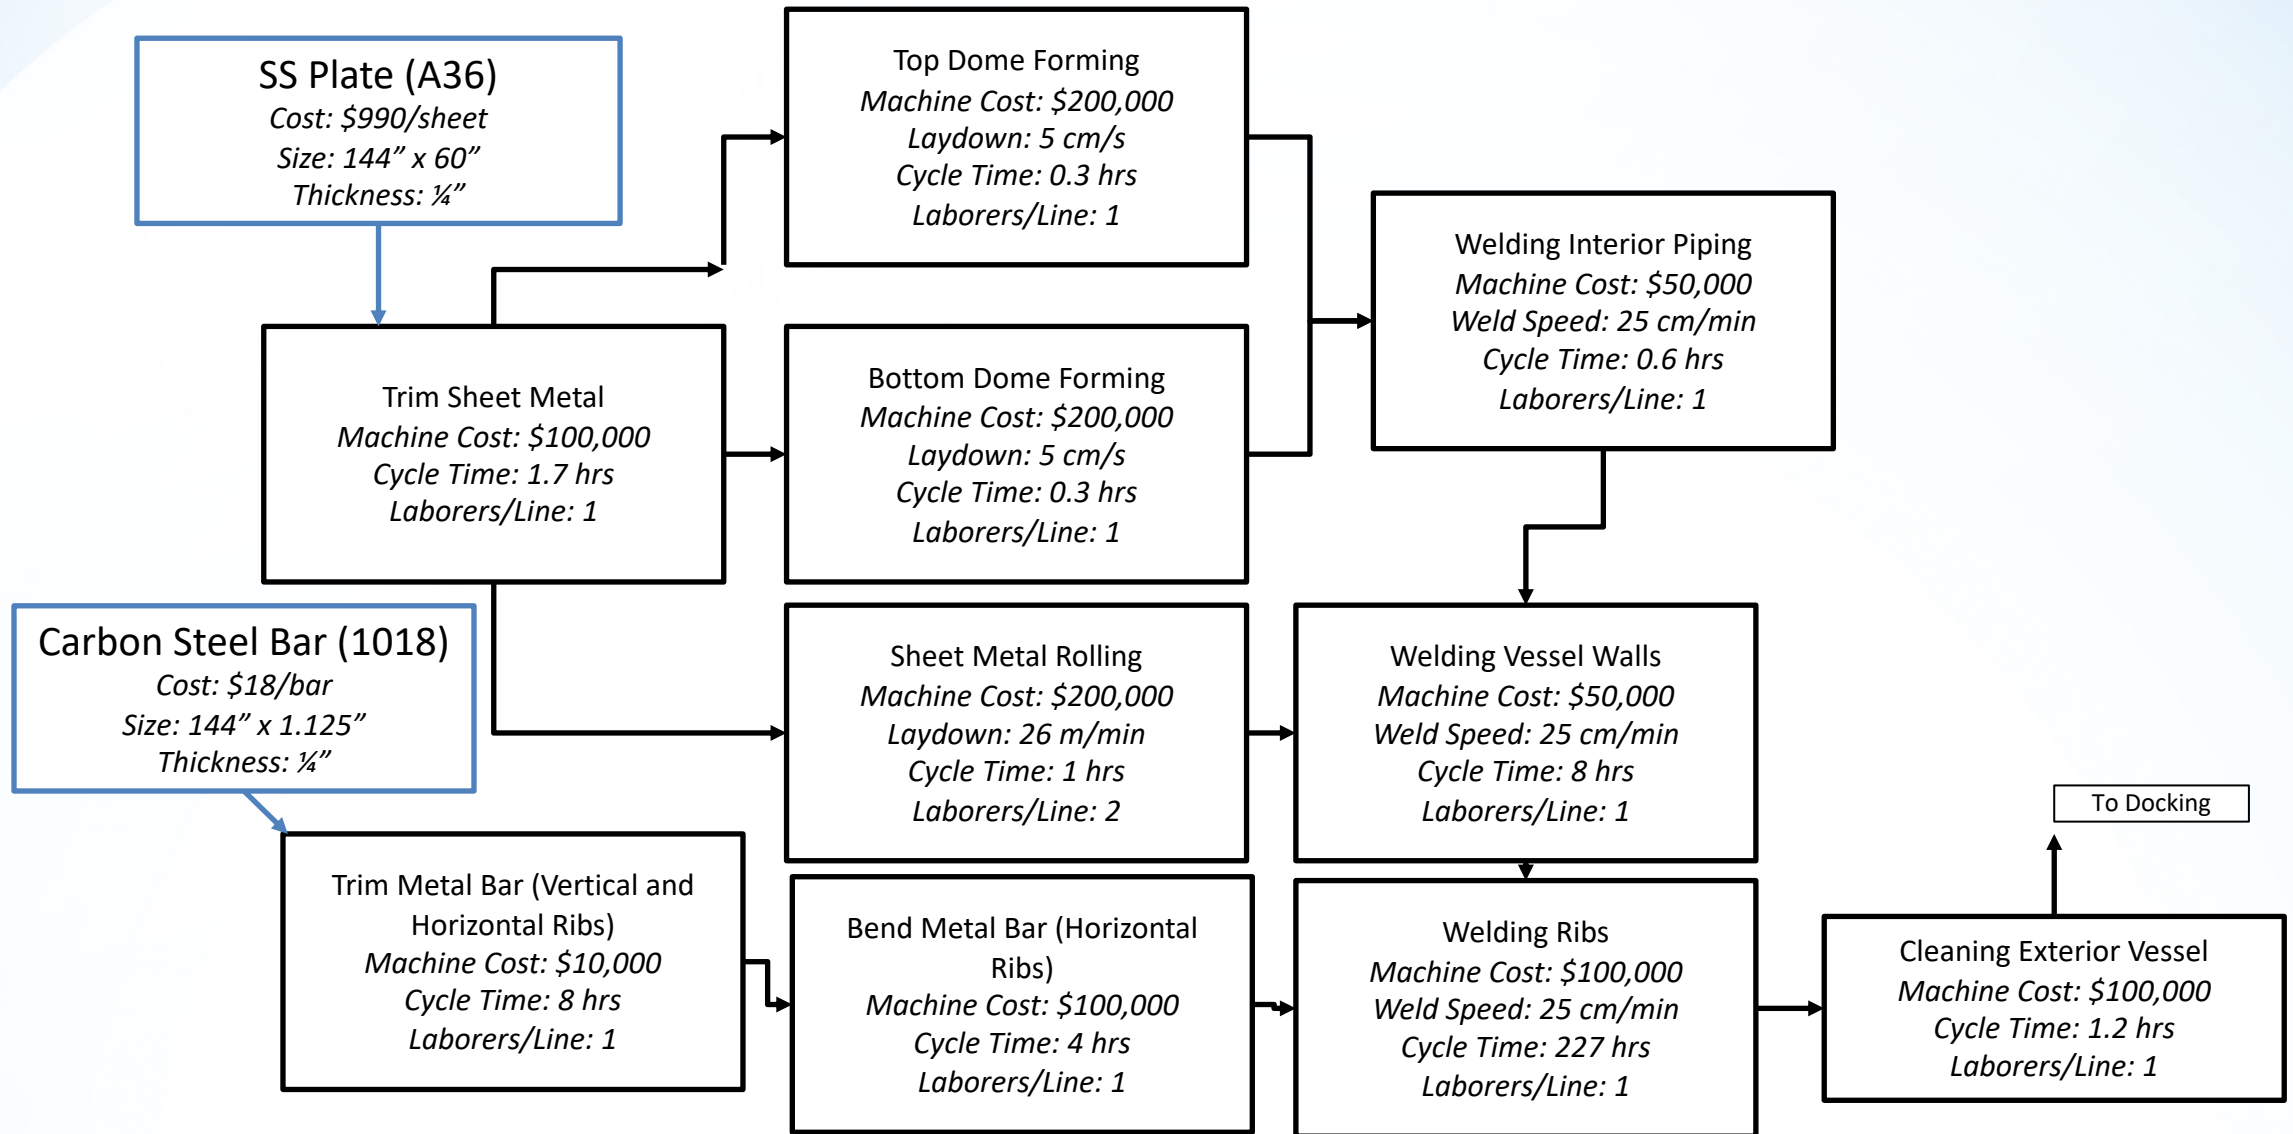 SS Plate (A36)
Cost: $990/sheet
Size: 144” x 60”
Thickness: ¼”
Top Dome Forming
Machine Cost: $200,000
Laydown: 5 cm/s
Cycle Time: 0.3 hrs
Laborers/Line: 1
Welding Interior Piping
Machine Cost: $50,000
Weld Speed: 25 cm/min
Cycle Time: 0.6 hrs
Laborers/Line: 1
Trim Sheet Metal
Machine Cost: $100,000
Cycle Time: 1.7 hrs
Laborers/Line: 1
Bottom Dome Forming
Machine Cost: $200,000
Laydown: 5 cm/s
Cycle Time: 0.3 hrs
Laborers/Line: 1
Carbon Steel Bar (1018)
Cost: $18/bar
Size: 144” x 1.125”
Thickness: ¼”
Sheet Metal Rolling
Machine Cost: $200,000
Laydown: 26 m/min
Cycle Time: 1 hrs
Laborers/Line: 2
Welding Vessel Walls
Machine Cost: $50,000
Weld Speed: 25 cm/min
Cycle Time: 8 hrs
Laborers/Line: 1
To Docking
Trim Metal Bar (Vertical and
Horizontal Ribs)
Machine Cost: $10,000
Cycle Time: 8 hrs
Laborers/Line: 1
Bend Metal Bar (Horizontal
Ribs)
Machine Cost: $100,000
Cycle Time: 4 hrs
Laborers/Line: 1
Welding Ribs
Machine Cost: $100,000
Weld Speed: 25 cm/min
Cycle Time: 227 hrs
Laborers/Line: 1
Cleaning Exterior Vessel
Machine Cost: $100,000
Cycle Time: 1.2 hrs
Laborers/Line: 1